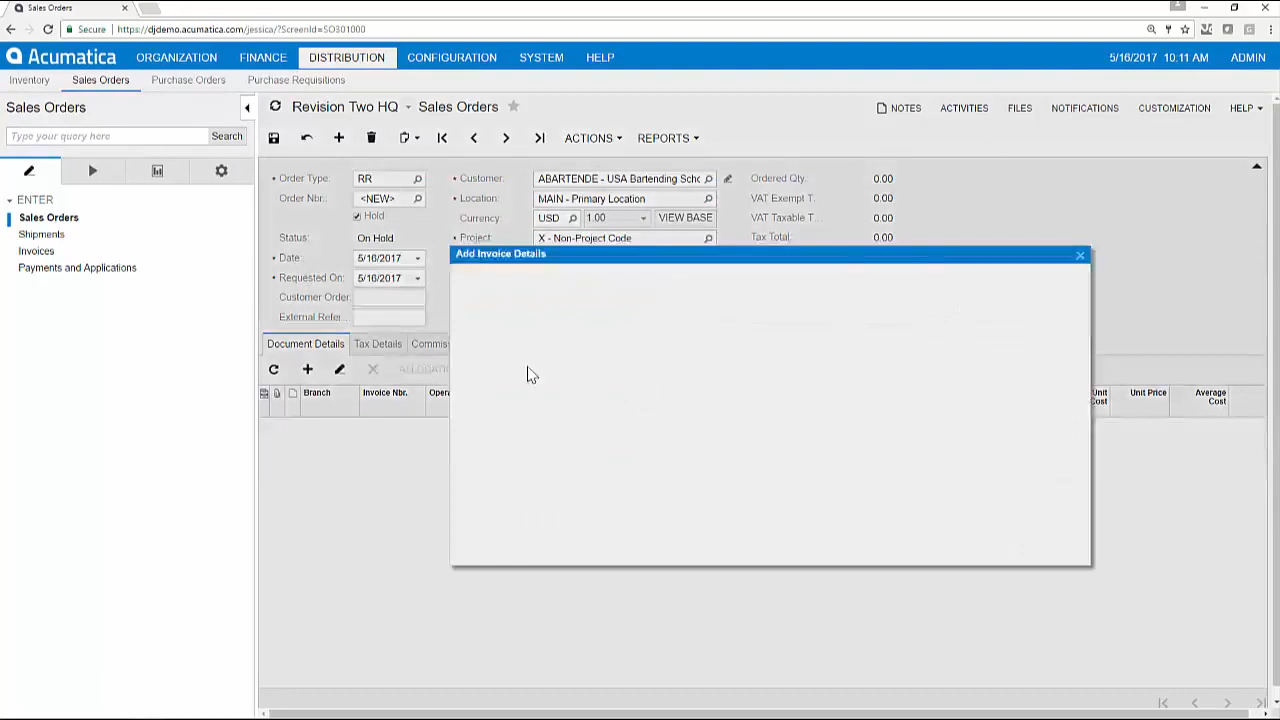 Sales Orders
Secure https://djdemo.acumatica.com/jessica/?ScreenId=SO301000
Acumatica ORGANIZATION FINANCE DISTRIBUTION CONFIGURATION SYSTEM HELP 5/16/2017 10:11 AM ADMIN
Inventory Sales Orders Purchase Orders Purchase Requisitions
Sales Orders
Type your query here Search
ENTER
Sales Orders
Shipments
Invoices
Payments and Applications
Revision Two HQ Sales Orders NOTES ACTIVITIES FILES NOTIFICATIONS CUSTOMIZATION HELP
ACTIONS REPORTS
Order Type: RR Customer: ABARTENDE - USA Bartending Schc Ordered Qty. 0.00
Order Nbr.: <NEW> Location: MAIN - Primary Location VAT Exempt T... 0.00
Hold Currency: USD 1.00 VIEW BASE VAT Taxable T... 0.00
Status: On Hold Project: X - Non-Project Code Tax Total: 0.00
Date: 5/16/2017
Requested On: 5/16/2017
Customer Order:
External Refer...
Add Invoice Details
Document Details Tax Details Commis
ALLOCATIO
Branch Invoice Nbr. Opera Unit Cost Unit Price Average Cost